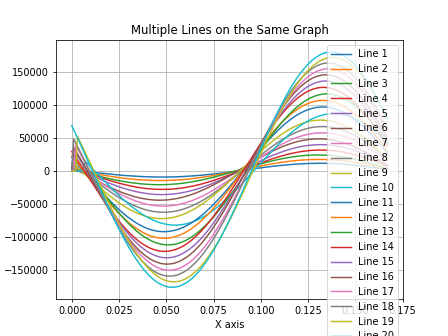 Multiple Lines on the Same Graph
150000
100000
50000
0
−50000
−100000
−150000
0.000
0.025
0.050
0.075
0.100
0.125
0.175
X axis
Line 1
Line 2
Line 3
Line 4
Line 5
Line 6
Line 7
Line 8
Line 9
Line 10
Line 11
Line 12
Line 13
Line 14
Line 15
Line 16
Line 17
Line 18
Line 19
Line 20